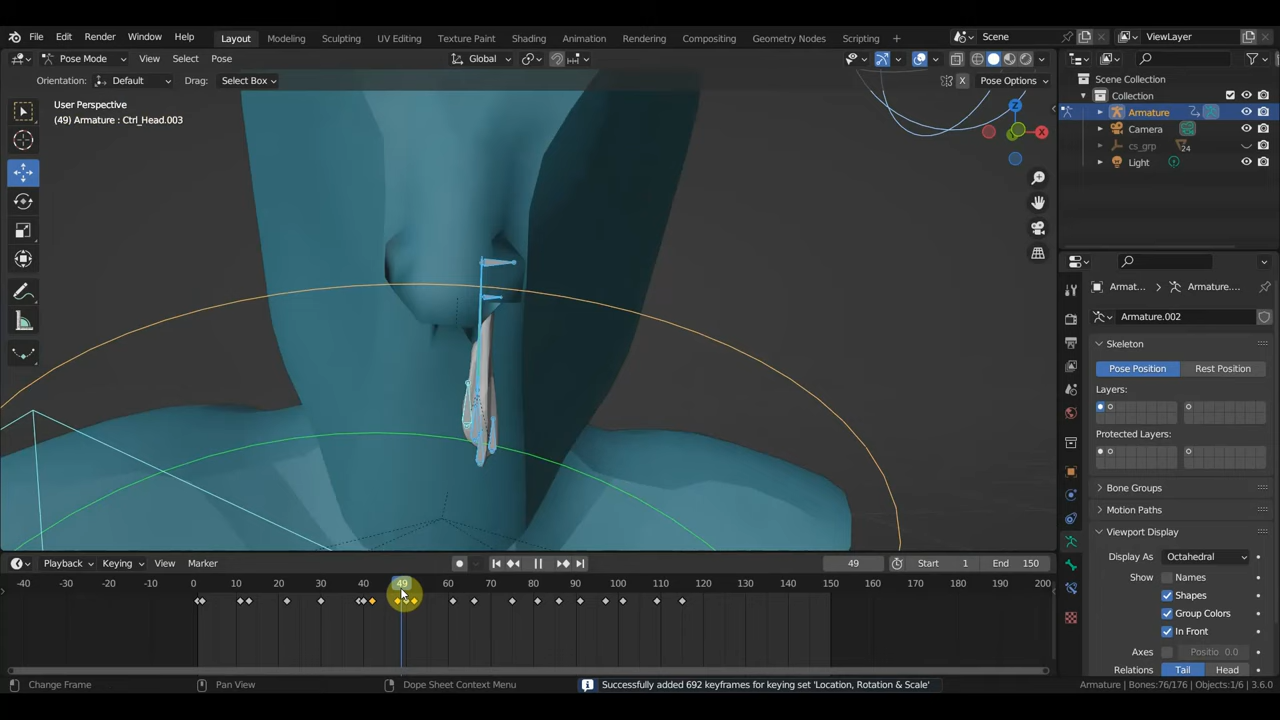 File Edit Render Window Help Layout Modeling Sculpting UV Editing Texture Paint Shading Animation Rendering Compositing Geometry Nodes Scripting + Scene ViewLayer
Pose Mode View Select Pose Global
Orientation: Default Drag: Select Box X Pose Options
User Perspective
(49) Armature : Ctrl_Head.003
Z
X
Scene Collection
Collection
Armature
Camera
cs_grp 24
Light
Armat... Armature....
Armature.002
Skeleton
Pose Position Rest Position
Layers:
Protected Layers:
Bone Groups
Motion Paths
Viewport Display
Display As Octahedral
Show Names
Shapes
Group Colors
In Front
Axes Positio 0.0
Relations Tail Head
Playback Keying View Marker 49 Start 1 End 150
-40 -30 -20 -10 0 10 20 30 40 49 60 70 80 90 100 110 120 130 140 150 160 170 180 190 200
Change Frame Pan View Dope Sheet Context Menu Successfully added 692 keyframes for keying set 'Location, Rotation & Scale' Armature | Bones:76/176 | Objects:1/6 | 3.6.0